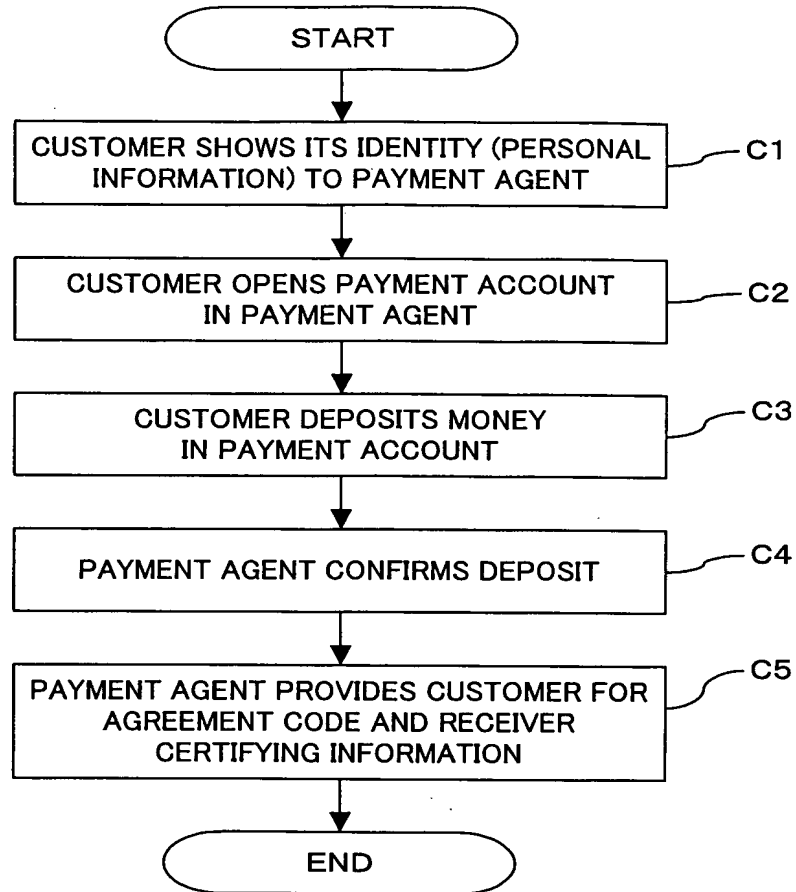 START
CUSTOMER SHOWS ITS IDENTITY (PERSONAL
INFORMATION) TO PAYMENT AGENT
C1
CUSTOMER OPENS PAYMENT ACCOUNT
IN PAYMENT AGENT
C2
CUSTOMER DEPOSITS MONEY
IN PAYMENT ACCOUNT
C3
PAYMENT AGENT CONFIRMS DEPOSIT
C4
PAYMENT AGENT PROVIDES CUSTOMER FOR
AGREEMENT CODE AND RECEIVER
CERTIFYING INFORMATION
C5
END